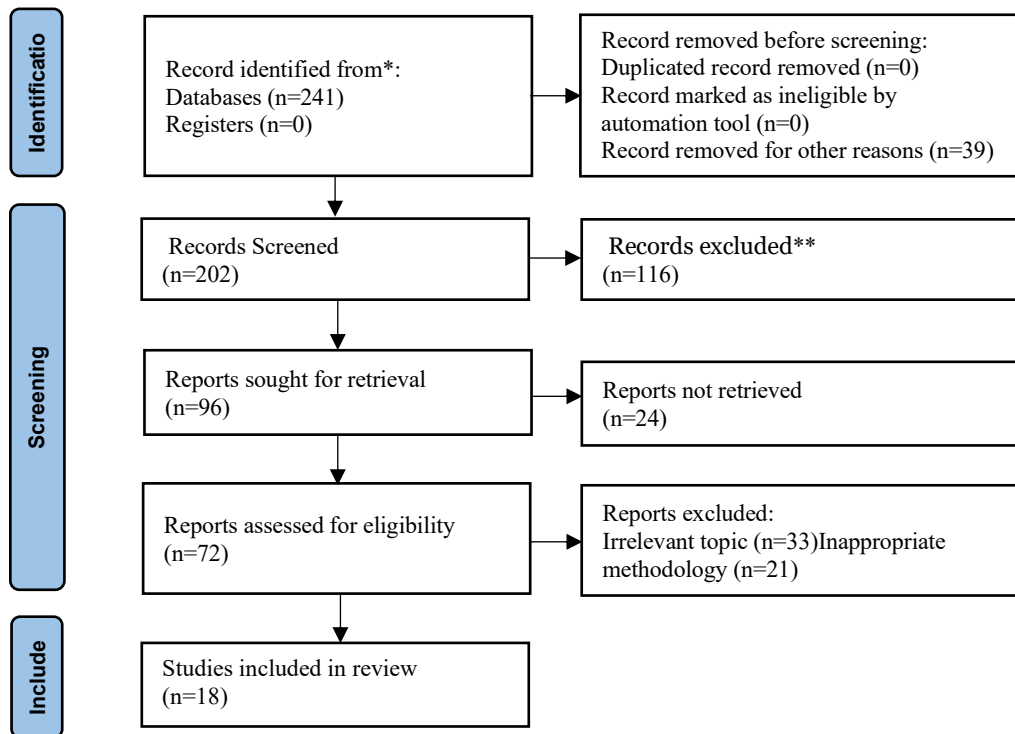 Identificatio
Record identified from*:
Databases (n=241)
Registers (n=0)
Record removed before screening:
Duplicated record removed (n=0)
Record marked as ineligible by
automation tool (n=0)
Record removed for other reasons (n=39)
Screening
Records Screened
(n=202)
Records excluded**
(n=116)
Reports sought for retrieval
(n=96)
Reports not retrieved
(n=24)
Reports assessed for eligibility
(n=72)
Reports excluded:
Irrelevant topic (n=33)Inappropriate
methodology (n=21)
Include
Studies included in review
(n=18)